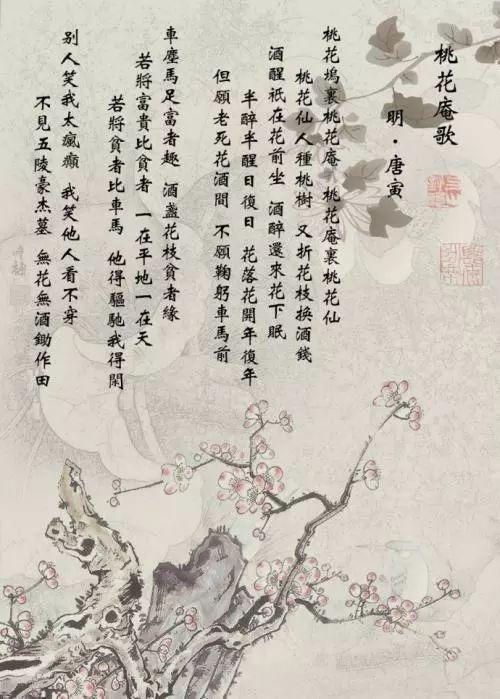 桃花庵歌
明·唐寅
桃花塢裏桃花庵 桃花庵裏桃花仙
桃花仙人種桃樹 又折花枝換酒錢
酒醒祇在花前坐 酒醉還來花下眠
半醉半醒日復日 花落花開年復年
但願老死花酒間 不願鞠躬車馬前
車塵馬足富者趣 酒盞花枝貧者緣
若將富貴比貧者 一在平地一在天
若將貧者比車馬 他得驅馳我得閑
別人笑我太瘋癲 我笑他人看不穿
不見五陵豪杰墓 無花無酒鋤作田